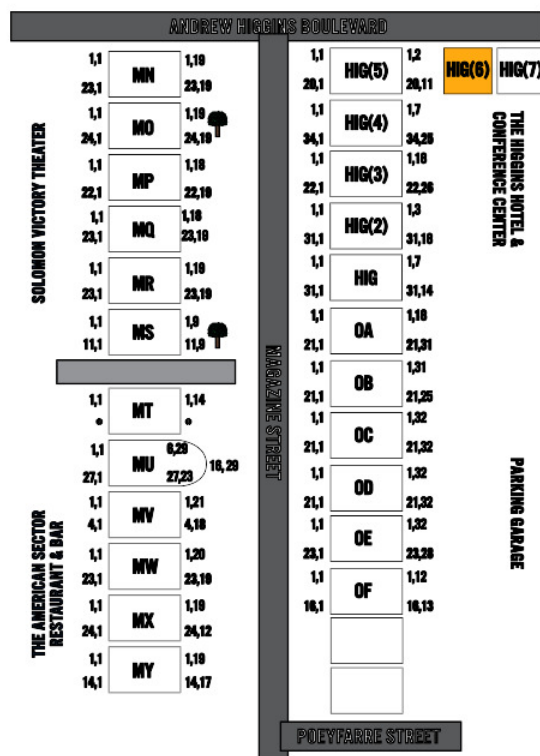 ANDREW HIGGINS BOULEVARD
SOLOMON VICTORY THEATER
1,1 MN 1,19
23,1 23,19
1,1 MO 1,19
24,1 24,19
1,1 MP 1,18
22,1 22,19
1,1 MQ 1,18
23,1 23,19
1,1 MR 1,19
23,1 23,19
1,1 MS 1,9
11,1 11,9
THE AMERICAN SECTOR
RESTAURANT & BAR
1,1 MT 1,14
1,1 MU 6,29
27,1 27,23 16,29
1,1 MV 1,21
4,1 4,18
1,1 MW 1,20
23,1 23,19
1,1 MX 1,19
24,1 24,12
1,1 MY 1,19
14,1 14,17
MAGAZINE STREET
1,1 HIG(5) 1,2
20,1 20,11
HIG(6) HIG(7)
1,1 HIG(4) 1,7
34,1 34,25
1,1 HIG(3) 1,16
22,1 22,26
1,1 HIG(2) 1,3
31,1 31,16
1,1 HIG 1,7
31,1 31,14
THE HIGGINS HOTEL &
CONFERENCE CENTER
1,1 OA 1,18
21,1 21,31
1,1 OB 1,31
21,1 21,25
1,1 OC 1,32
21,1 21,32
1,1 OD 1,32
21,1 21,32
1,1 OE 1,32
23,1 23,28
1,1 OF 1,12
16,1 16,13
PARKING GARAGE
POEYFARRE STREET